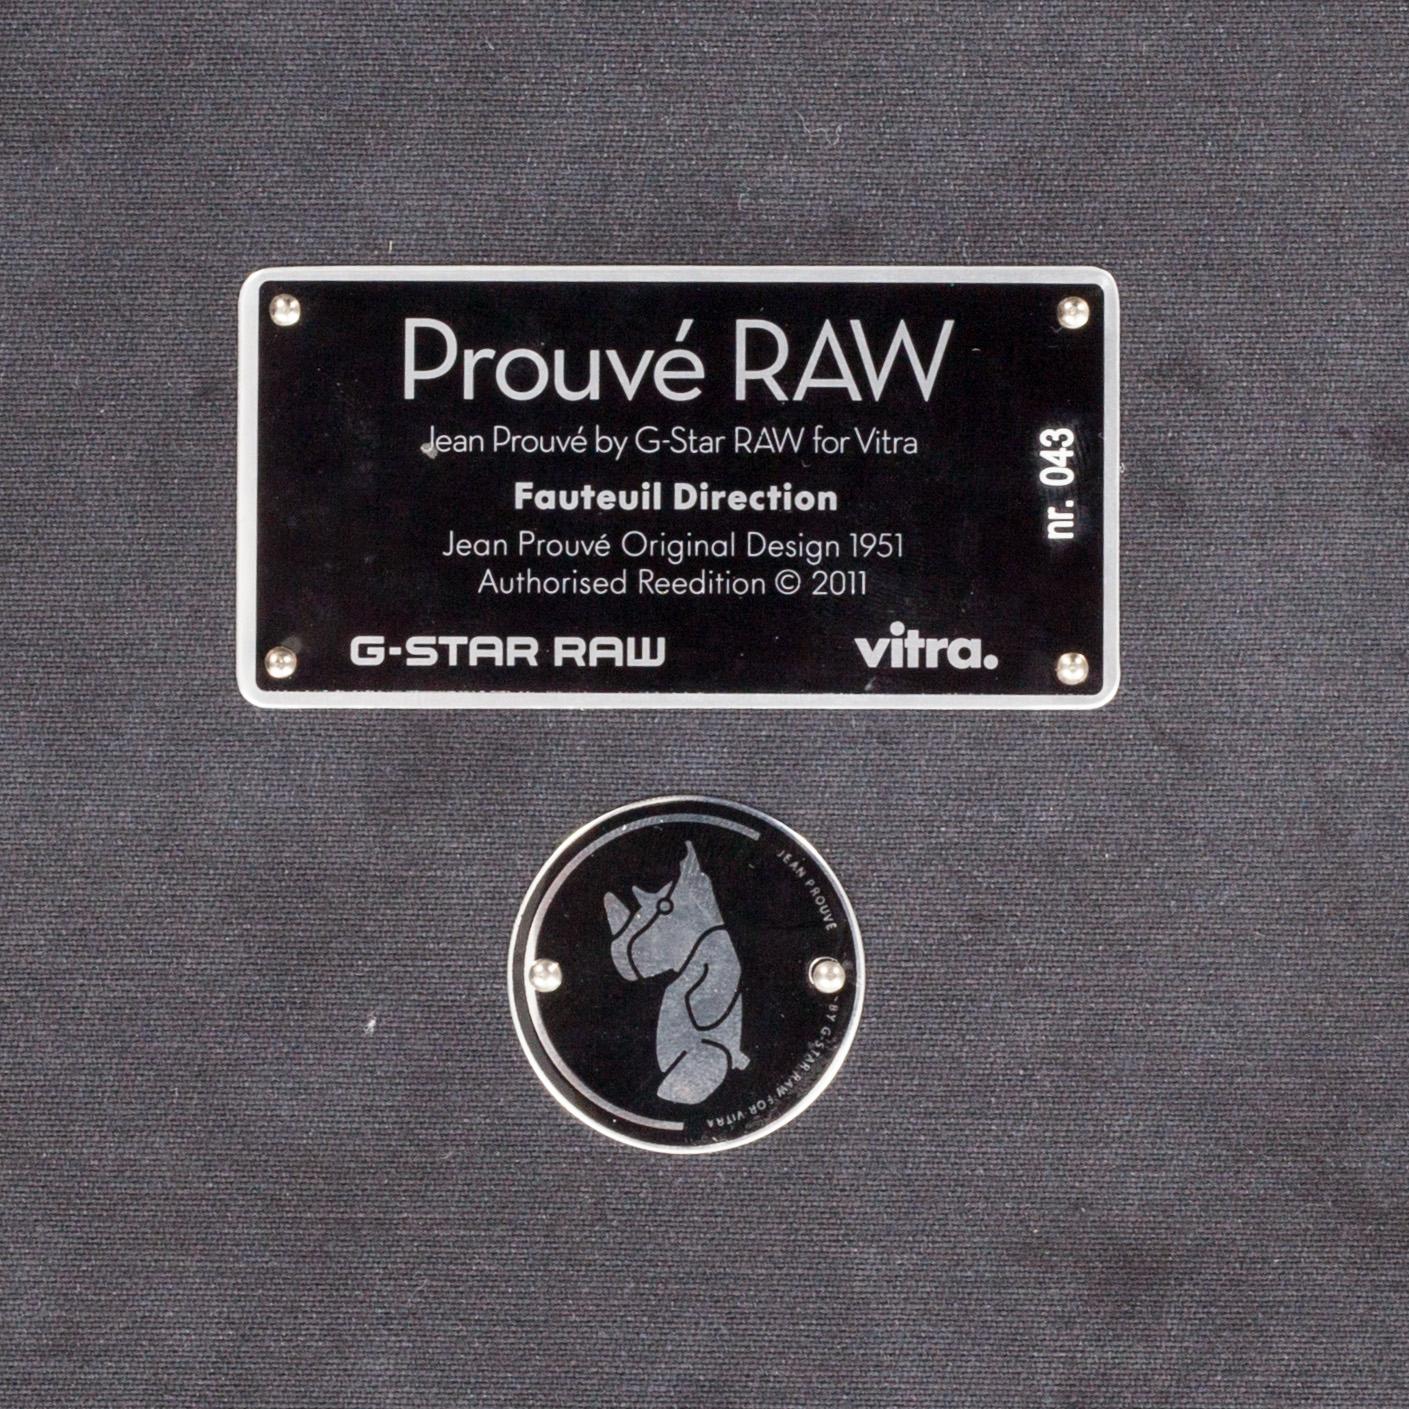 Prouvé RAW
Jean Prouvé by G-Star RAW for Vitra
Fauteuil Direction
Jean Prouvé Original Design 1951
Authorised Reedition © 2011
G-STAR RAW
vitra.
nr. 043
JEAN PROUVÉ
-BY G-STAR RAW FOR VITRA